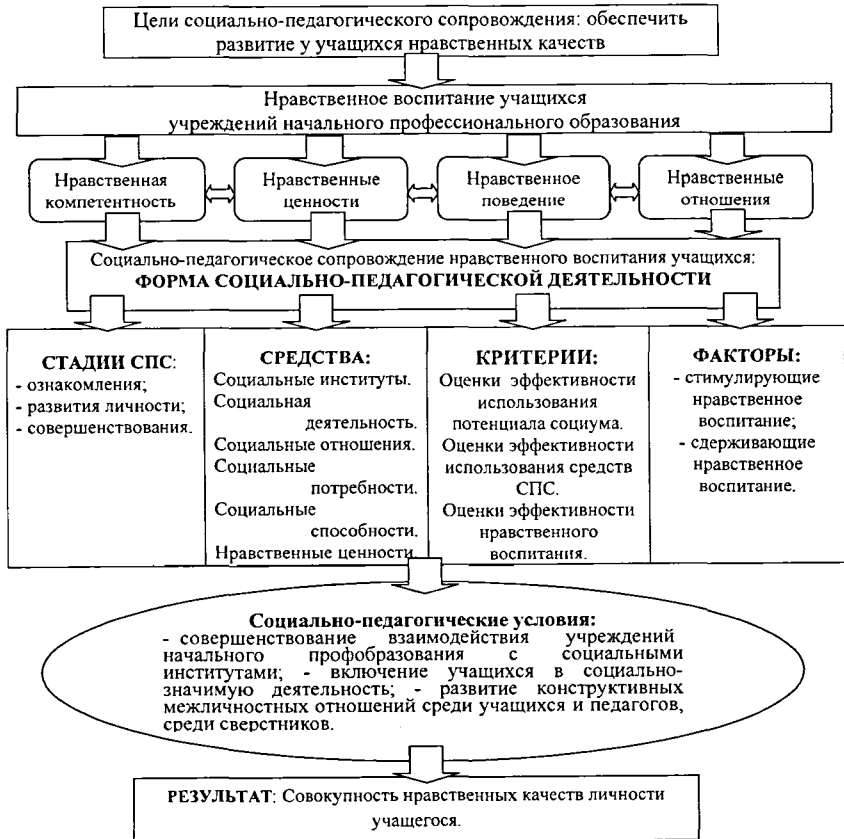 Цели социально-педагогического сопровождения: обеспечить
развитие у учащихся нравственных качеств
Нравственное воспитание учащихся
учреждений начального профессионального образования
Нравственная
компетентность
Нравственные
ценности
Нравственное
поведение
Нравственные
отношения
Социально-педагогическое сопровождение нравственного воспитания учащихся:
ФОРМА СОЦИАЛЬНО-ПЕДАГОГИЧЕСКОЙ ДЕЯТЕЛЬНОСТИ
СТАДИИ СПС:
- ознакомления;
- развития личности;
- совершенствования.
СРЕДСТВА:
Социальные институты.
Социальная
деятельность.
Социальные отношения.
Социальные
потребности.
Социальные
способности.
Нравственные ценности.
КРИТЕРИИ:
Оценки эффективности
использования
потенциала социума.
Оценки эффективности
использования средств
СПС.
Оценки эффективности
нравственного
воспитания.
ФАКТОРЫ:
- стимулирующие
нравственное
воспитание;
- сдерживающие
нравственное
воспитание.
Социально-педагогические условия:
- совершенствование взаимодействия учреждений
начального профобразования с социальными
институтами; - включение учащихся в социально-
значимую деятельность; - развитие конструктивных
межличностных отношений среди учащихся и педагогов,
среди сверстников.
РЕЗУЛЬТАТ: Совокупность нравственных качеств личности
учащегося.